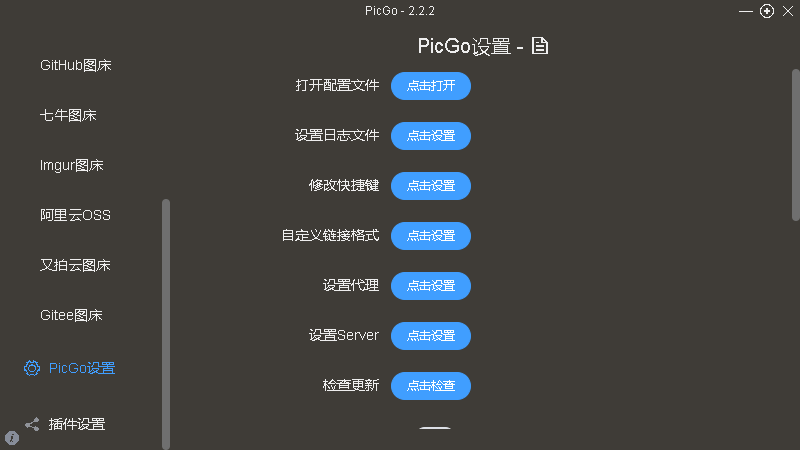 PicGo - 2.2.2
GitHub图床
七牛图床
Imgur图床
阿里云OSS
又拍云图床
Gitee图床
PicGo设置
插件设置
PicGo设置 -
打开配置文件 点击打开
设置日志文件 点击设置
修改快捷键 点击设置
自定义链接格式 点击设置
设置代理 点击设置
设置Server 点击设置
检查更新 点击检查